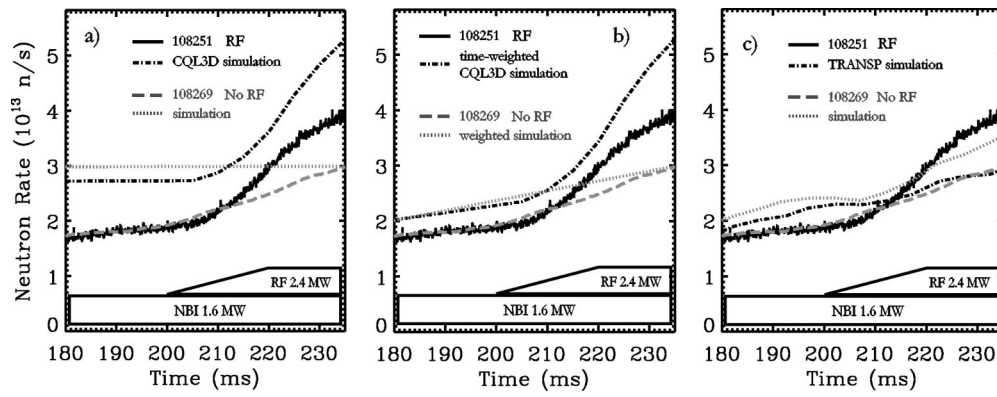 a)
108251 RF
CQL3D simulation
108269 No RF
simulation
RF 2.4 MW
NBI 1.6 MW
Neutron Rate (10¹³ n/s)
0
1
2
3
4
5
180 190 200 210 220 230
Time (ms)
b)
108251 RF
time-weighted
CQL3D simulation
108269 No RF
weighted simulation
RF 2.4 MW
NBI 1.6 MW
0
1
2
3
4
5
180 190 200 210 220 230
Time (ms)
c)
108251 RF
TRANSP simulation
108269 No RF
simulation
RF 2.4 MW
NBI 1.6 MW
0
1
2
3
4
5
180 190 200 210 220 230
Time (ms)